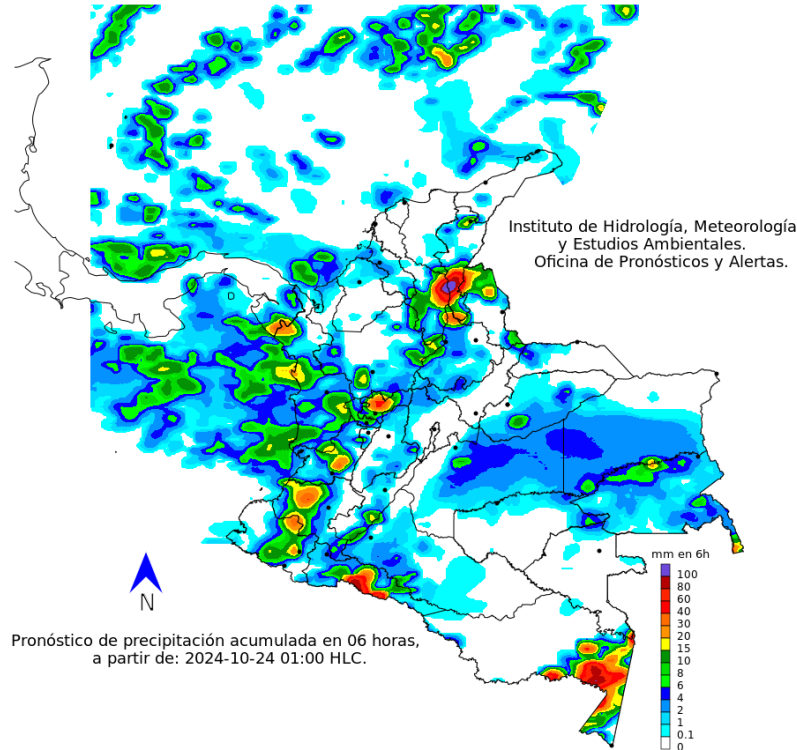 Instituto de Hidrología, Meteorología
y Estudios Ambientales.
Oficina de Pronósticos y Alertas.
N
Pronóstico de precipitación acumulada en 06 horas,
a partir de: 2024-10-24 01:00 HLC.
mm en 6h
100
80
60
40
30
20
15
10
8
6
4
2
1
0.1
0